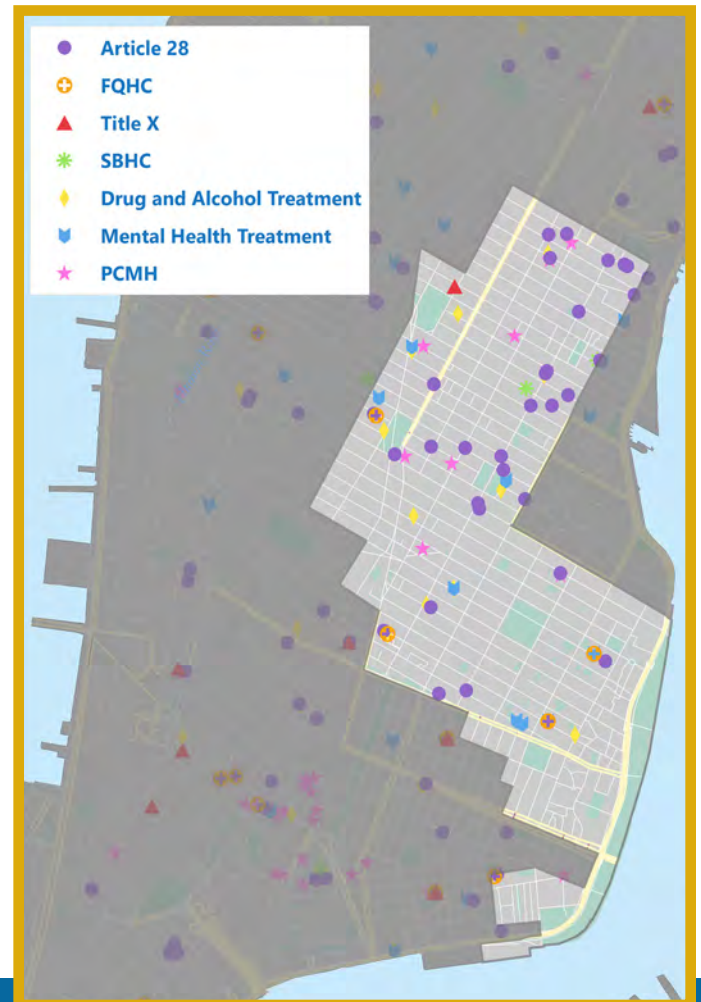 Article 28
FQHC
Title X
SBHC
Drug and Alcohol Treatment
Mental Health Treatment
PCMH